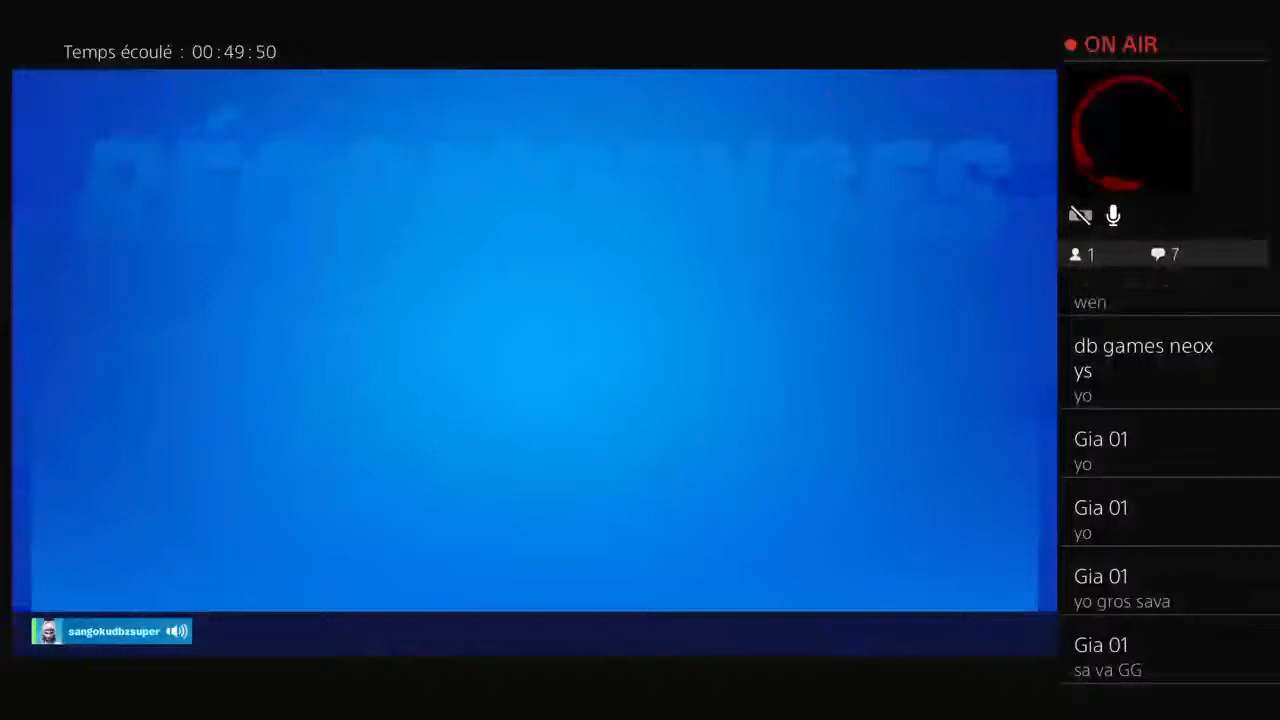 Temps écoulé : 00:49:50
ON AIR
RÉCOMPENSES
1
7
wen
db games neox
ys
yo
Gia 01
yo
Gia 01
yo
Gia 01
yo gros sava
Gia 01
sa va GG
sangokudbzsuper